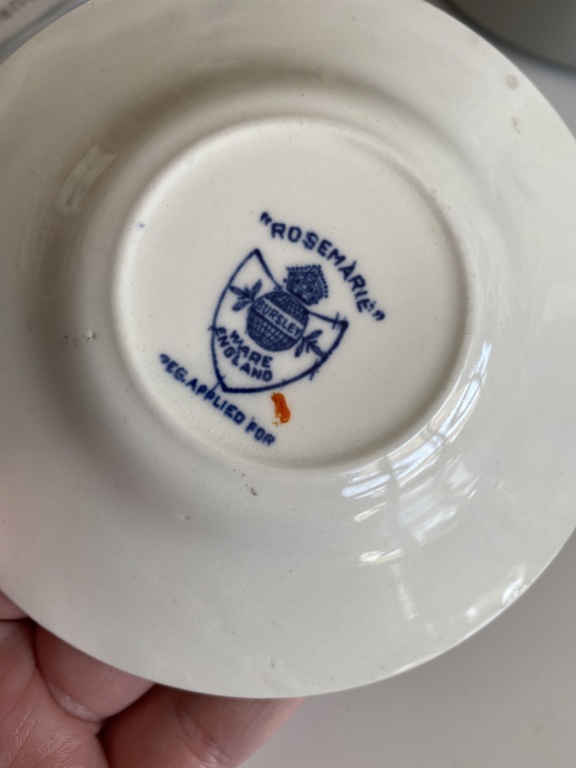 "ROSEMARIE"
BURSLEY
WARE
ENGLAND
REG. APPLIED FOR